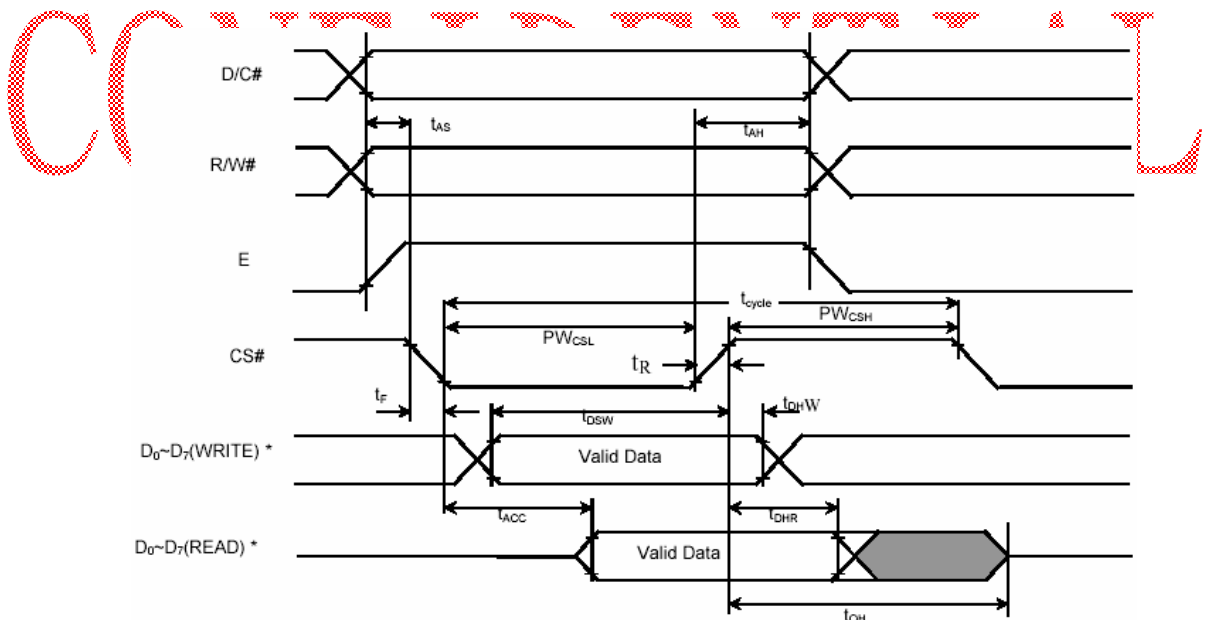 CONFIDENTIAL
D/C#
tAS
tAH
R/W#
E
tcycle
PWCSH
PWCSL
CS#
tR
tF
tDSW
tDHW
D0~D7(WRITE) *
Valid Data
tACC
tDHR
D0~D7(READ) *
Valid Data
tOH